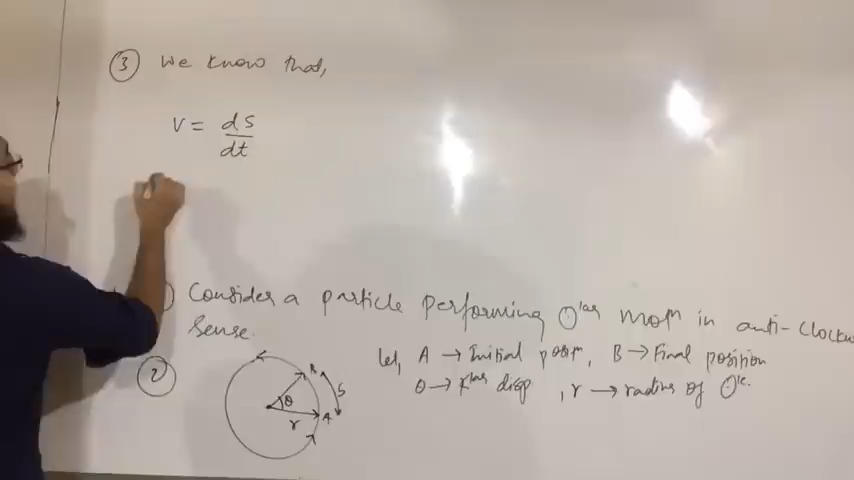 ③ We know that,
V = ds/dt
Consider a particle performing O'lar motn in anti-clockw
sense.
②
let, A → Initial postn, B → Final position
θ → ∠lar disp, r → radius of O'le.
B
S
θ
r
A